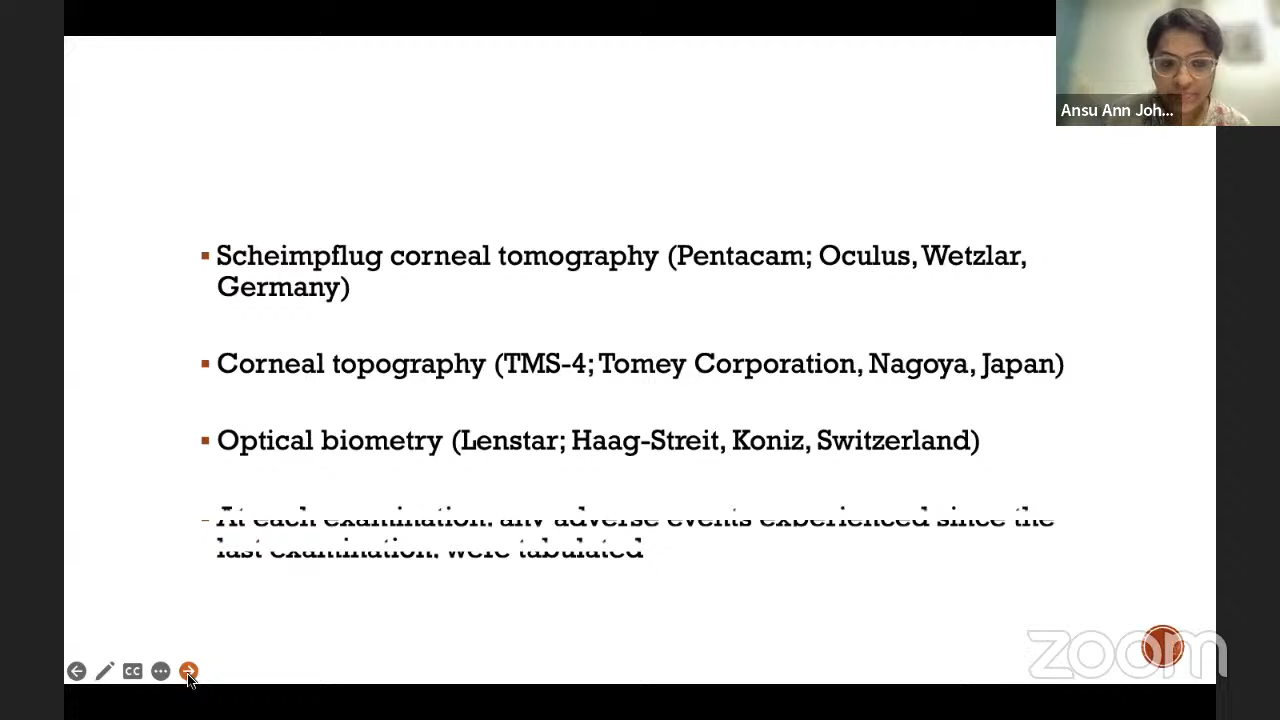 Ansu Ann Joh...
▪ Scheimpflug corneal tomography (Pentacam; Oculus, Wetzlar,
Germany)
▪ Corneal topography (TMS-4; Tomey Corporation, Nagoya, Japan)
▪ Optical biometry (Lenstar; Haag-Streit, Koniz, Switzerland)
At each examination, any adverse events experienced since the
last examination, were tabulated
CC
zoom